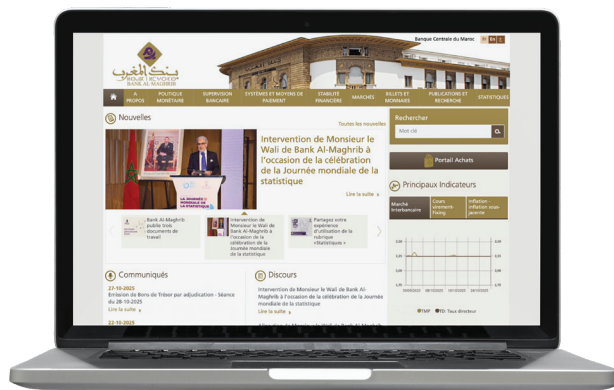 Banque Centrale du Maroc
بنك المغرب
BANK AL-MAGHRIB
A PROPOS
POLITIQUE MONÉTAIRE
SUPERVISION BANCAIRE
SYSTÈMES ET MOYENS DE PAIEMENT
STABILITÉ FINANCIÈRE
MARCHÉS
BILLETS ET MONNAIES
PUBLICATIONS ET RECHERCHE
STATISTIQUES
Nouvelles
Toutes les nouvelles
Intervention de Monsieur le
Wali de Bank Al-Maghrib à
l'occasion de la célébration
de la Journée mondiale de la
statistique
Lire la suite
LA JOURNÉE
MONDIALE DE
LA STATISTIQUE
Bank Al-Maghrib
publie trois
documents de
travail
Intervention de
Monsieur le Wali de
Bank Al-Maghrib à
l'occasion de la
célébration de la
Journée mondiale
de la statistique
Partagez votre
expérience
d'utilisation de la
rubrique
«Statistiques »
Communiqués
27-10-2025
Emission de Bons de Trésor par adjudication - Séance
du 28-10-2025
Lire la suite
22-10-2025
Discours
Intervention de Monsieur le Wali de Bank Al-
Maghrib à l'occasion de la célébration de la Journée
mondiale de la statistique
Lire la suite
Rechercher
Mot clé
Portail Achats
Principaux Indicateurs
Marché
Interbancaire
Cours
virement-
Fixing
Inflation -
Inflation sous-
jacente
TMP
TD: Taux directeur